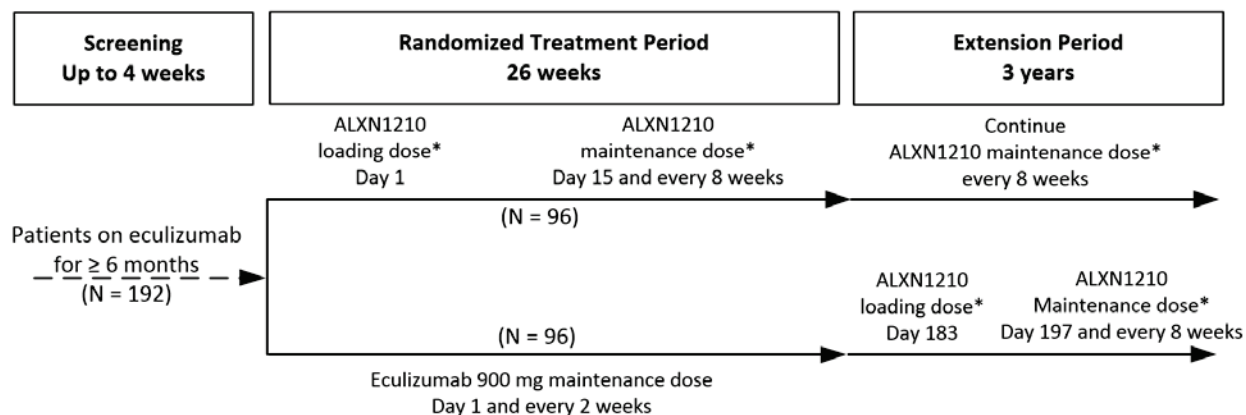 Screening
Up to 4 weeks
Randomized Treatment Period
26 weeks
Extension Period
3 years
ALXN1210
loading dose*
Day 1
ALXN1210
maintenance dose*
Day 15 and every 8 weeks
Continue
ALXN1210 maintenance dose*
every 8 weeks
(N = 96)
Patients on eculizumab
for ≥ 6 months
(N = 192)
ALXN1210
loading dose*
Day 183
ALXN1210
Maintenance dose*
Day 197 and every 8 weeks
(N = 96)
Eculizumab 900 mg maintenance dose
Day 1 and every 2 weeks